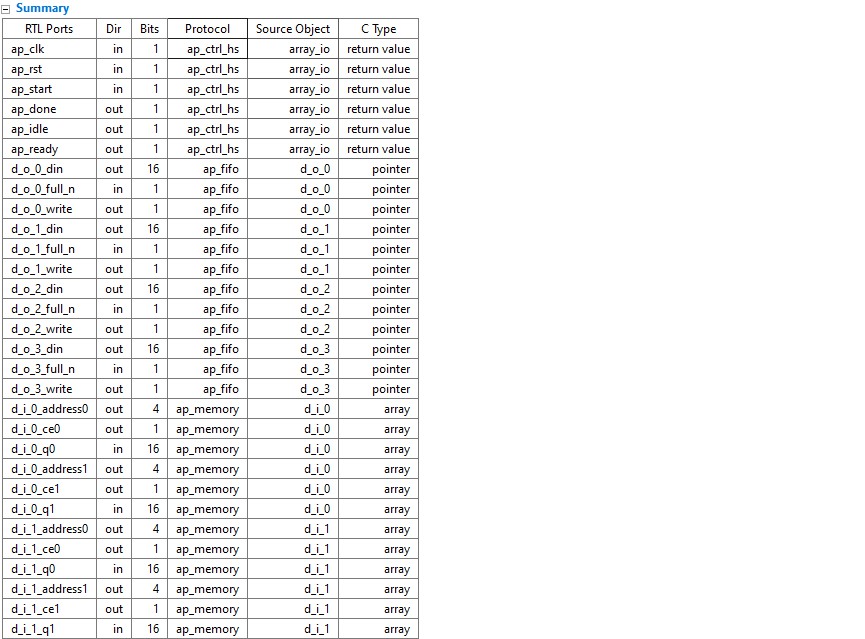 Summary
RTL Ports Dir Bits Protocol Source Object C Type
ap_clk in 1 ap_ctrl_hs array_io return value
ap_rst in 1 ap_ctrl_hs array_io return value
ap_start in 1 ap_ctrl_hs array_io return value
ap_done out 1 ap_ctrl_hs array_io return value
ap_idle out 1 ap_ctrl_hs array_io return value
ap_ready out 1 ap_ctrl_hs array_io return value
d_o_0_din out 16 ap_fifo d_o_0 pointer
d_o_0_full_n in 1 ap_fifo d_o_0 pointer
d_o_0_write out 1 ap_fifo d_o_0 pointer
d_o_1_din out 16 ap_fifo d_o_1 pointer
d_o_1_full_n in 1 ap_fifo d_o_1 pointer
d_o_1_write out 1 ap_fifo d_o_1 pointer
d_o_2_din out 16 ap_fifo d_o_2 pointer
d_o_2_full_n in 1 ap_fifo d_o_2 pointer
d_o_2_write out 1 ap_fifo d_o_2 pointer
d_o_3_din out 16 ap_fifo d_o_3 pointer
d_o_3_full_n in 1 ap_fifo d_o_3 pointer
d_o_3_write out 1 ap_fifo d_o_3 pointer
d_i_0_address0 out 4 ap_memory d_i_0 array
d_i_0_ce0 out 1 ap_memory d_i_0 array
d_i_0_q0 in 16 ap_memory d_i_0 array
d_i_0_address1 out 4 ap_memory d_i_0 array
d_i_0_ce1 out 1 ap_memory d_i_0 array
d_i_0_q1 in 16 ap_memory d_i_0 array
d_i_1_address0 out 4 ap_memory d_i_1 array
d_i_1_ce0 out 1 ap_memory d_i_1 array
d_i_1_q0 in 16 ap_memory d_i_1 array
d_i_1_address1 out 4 ap_memory d_i_1 array
d_i_1_ce1 out 1 ap_memory d_i_1 array
d_i_1_q1 in 16 ap_memory d_i_1 array